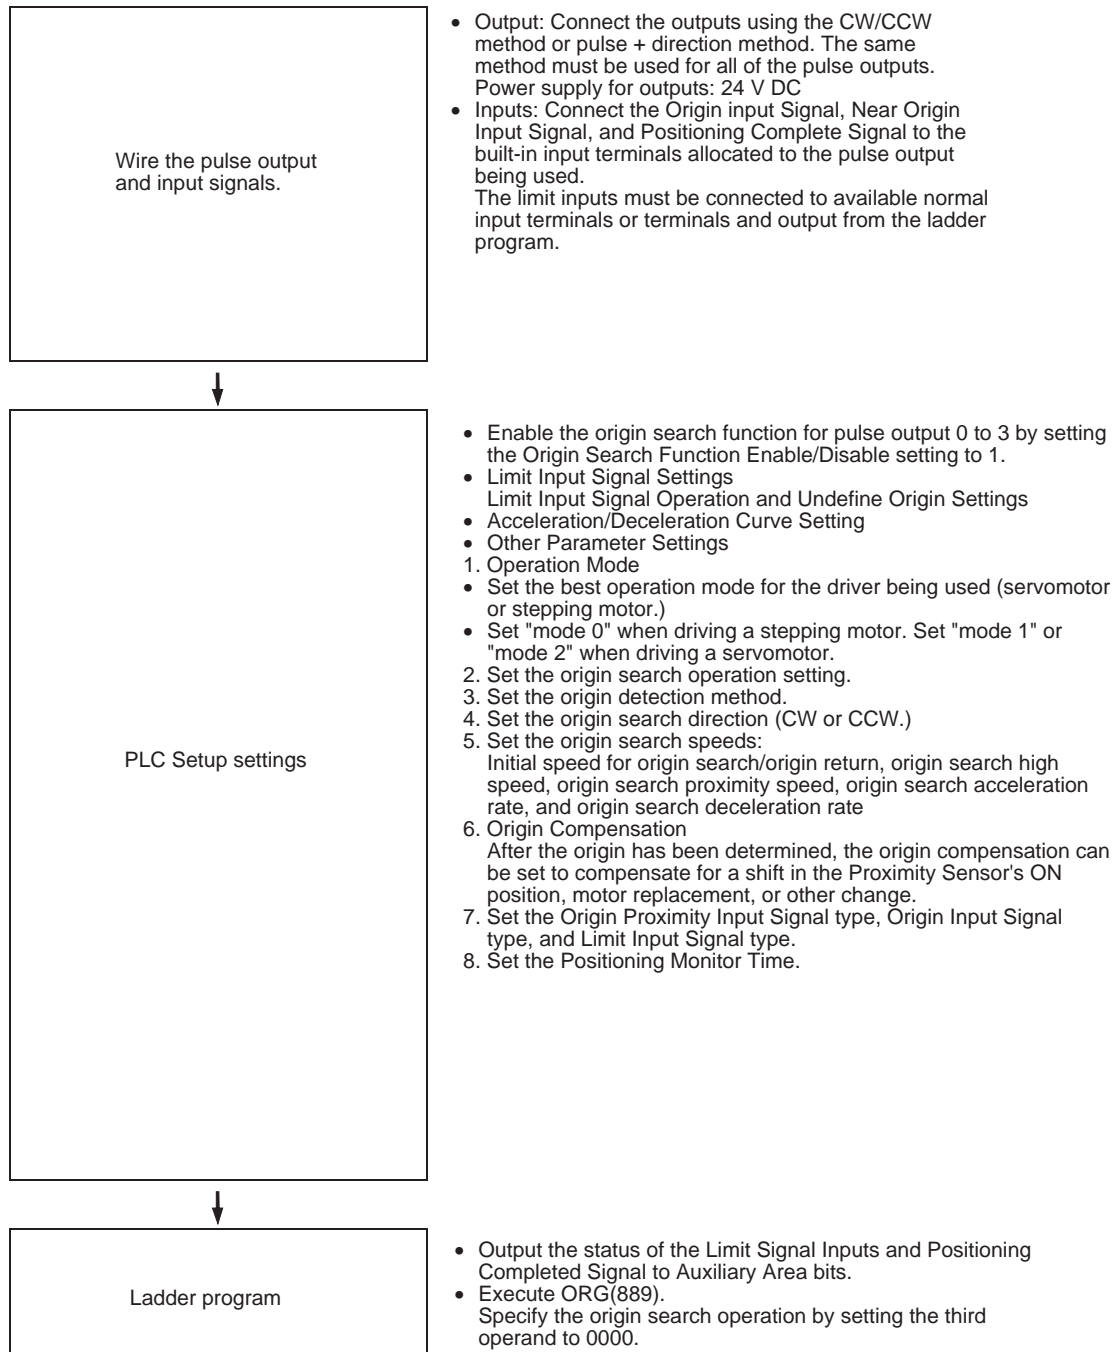 Wire the pulse output
and input signals.
• Output: Connect the outputs using the CW/CCW
method or pulse + direction method. The same
method must be used for all of the pulse outputs.
Power supply for outputs: 24 V DC
• Inputs: Connect the Origin input Signal, Near Origin
Input Signal, and Positioning Complete Signal to the
built-in input terminals allocated to the pulse output
being used.
The limit inputs must be connected to available normal
input terminals or terminals and output from the ladder
program.
PLC Setup settings
• Enable the origin search function for pulse output 0 to 3 by setting
the Origin Search Function Enable/Disable setting to 1.
• Limit Input Signal Settings
Limit Input Signal Operation and Undefine Origin Settings
• Acceleration/Deceleration Curve Setting
• Other Parameter Settings
1. Operation Mode
• Set the best operation mode for the driver being used (servomotor
or stepping motor.)
• Set "mode 0" when driving a stepping motor. Set "mode 1" or
"mode 2" when driving a servomotor.
2. Set the origin search operation setting.
3. Set the origin detection method.
4. Set the origin search direction (CW or CCW.)
5. Set the origin search speeds:
Initial speed for origin search/origin return, origin search high
speed, origin search proximity speed, origin search acceleration
rate, and origin search deceleration rate
6. Origin Compensation
After the origin has been determined, the origin compensation can
be set to compensate for a shift in the Proximity Sensor's ON
position, motor replacement, or other change.
7. Set the Origin Proximity Input Signal type, Origin Input Signal
type, and Limit Input Signal type.
8. Set the Positioning Monitor Time.
Ladder program
• Output the status of the Limit Signal Inputs and Positioning
Completed Signal to Auxiliary Area bits.
• Execute ORG(889).
Specify the origin search operation by setting the third
operand to 0000.